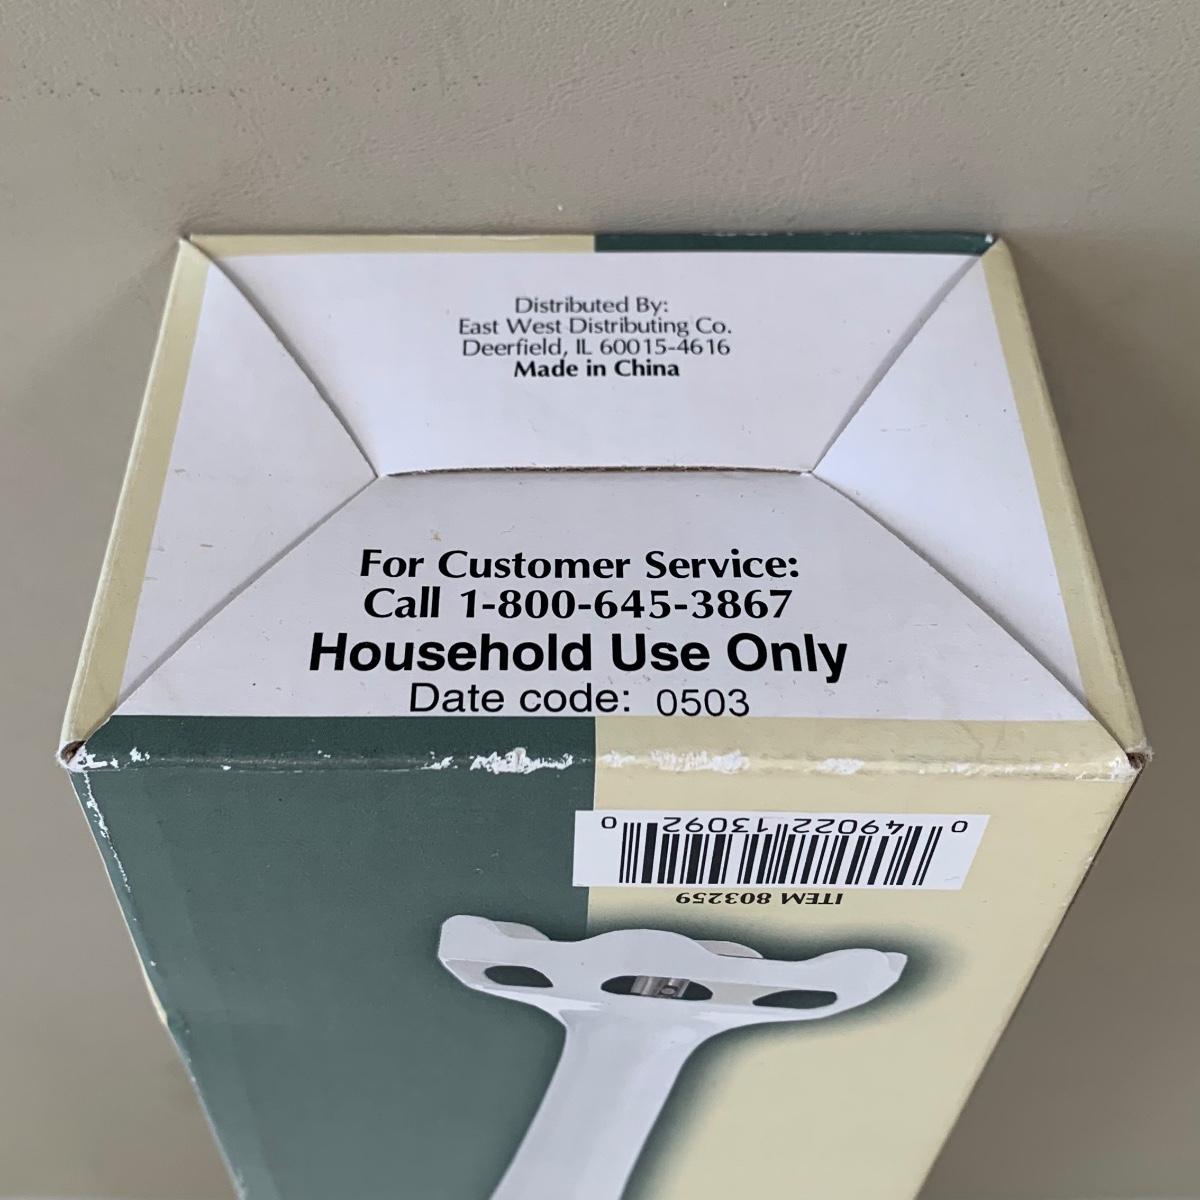 Distributed By:
East West Distributing Co.
Deerfield, IL 60015-4616
Made in China
For Customer Service:
Call 1-800-645-3867
Household Use Only
Date code: 0503
0 49022 13092 0
ITEM 803259